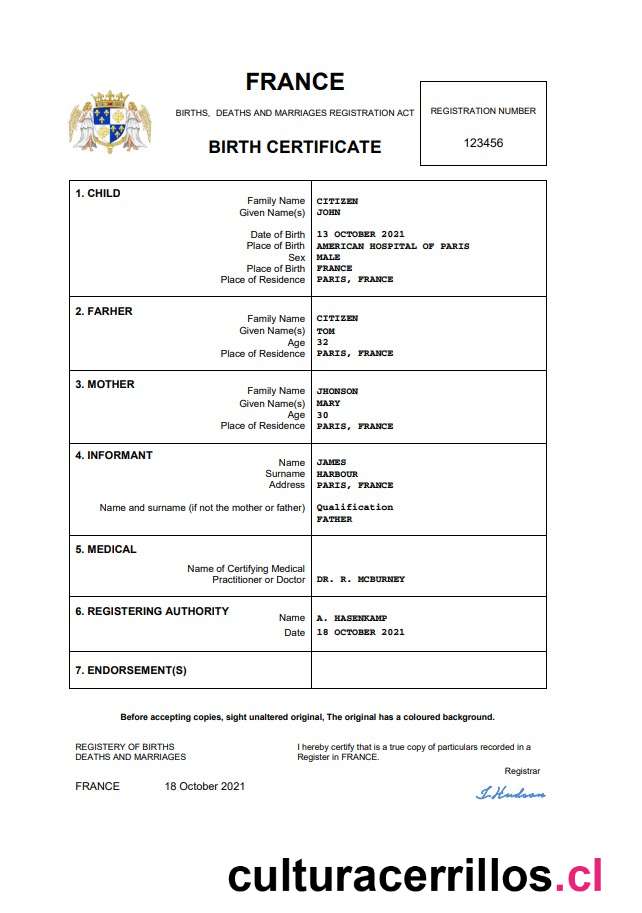 FRANCE
BIRTHS, DEATHS AND MARRIAGES REGISTRATION ACT
BIRTH CERTIFICATE
REGISTRATION NUMBER
123456
1. CHILD
Family Name CITIZEN
Given Name(s) JOHN
Date of Birth 13 OCTOBER 2021
Place of Birth AMERICAN HOSPITAL OF PARIS
Sex MALE
Place of Birth FRANCE
Place of Residence PARIS, FRANCE
2. FARHER
Family Name CITIZEN
Given Name(s) TOM
Age 32
Place of Residence PARIS, FRANCE
3. MOTHER
Family Name JHONSON
Given Name(s) MARY
Age 30
Place of Residence PARIS, FRANCE
4. INFORMANT
Name JAMES
Surname HARBOUR
Address PARIS, FRANCE
Name and surname (if not the mother or father) Qualification
FATHER
5. MEDICAL
Name of Certifying Medical
Practitioner or Doctor DR. R. MCBURNEY
6. REGISTERING AUTHORITY
Name A. HASENKAMP
Date 18 OCTOBER 2021
7. ENDORSEMENT(S)
Before accepting copies, sight unaltered original, The original has a coloured background.
REGISTERY OF BIRTHS
DEATHS AND MARRIAGES
I hereby certify that is a true copy of particulars recorded in a
Register in FRANCE.
Registrar
FRANCE 18 October 2021
J.Hudson
culturacerrillos.cl